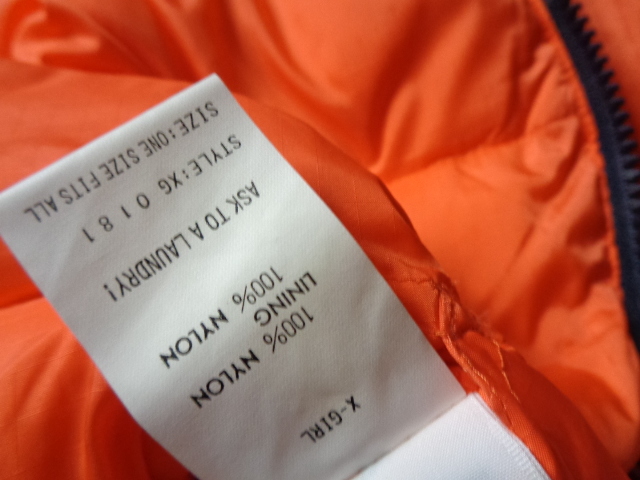 X-GIRL
100% NYLON
LINING
100% NYLON
ASK TO A LAUNDRY!
STYLE:XG 0181
SIZE:ONE SIZE FITS ALL